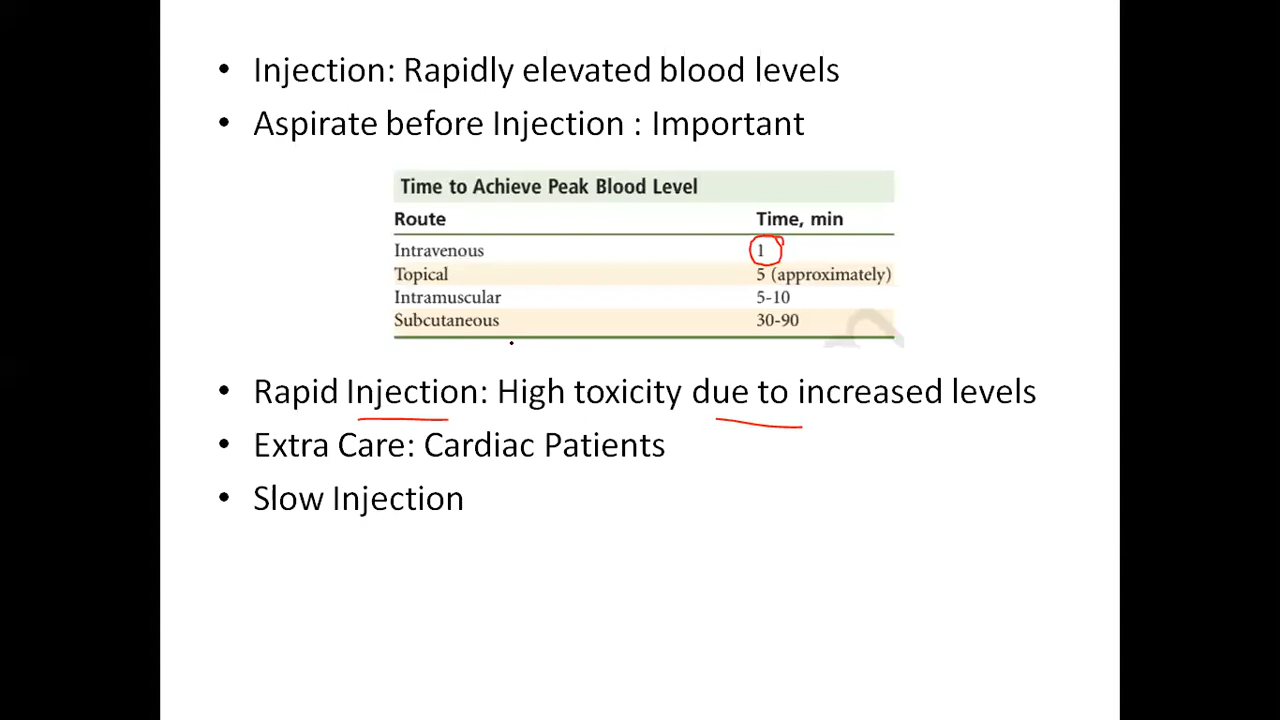 • Injection: Rapidly elevated blood levels
• Aspirate before Injection : Important
Time to Achieve Peak Blood Level
Route Time, min
Intravenous 1
Topical 5 (approximately)
Intramuscular 5-10
Subcutaneous 30-90
• Rapid Injection: High toxicity due to increased levels
• Extra Care: Cardiac Patients
• Slow Injection